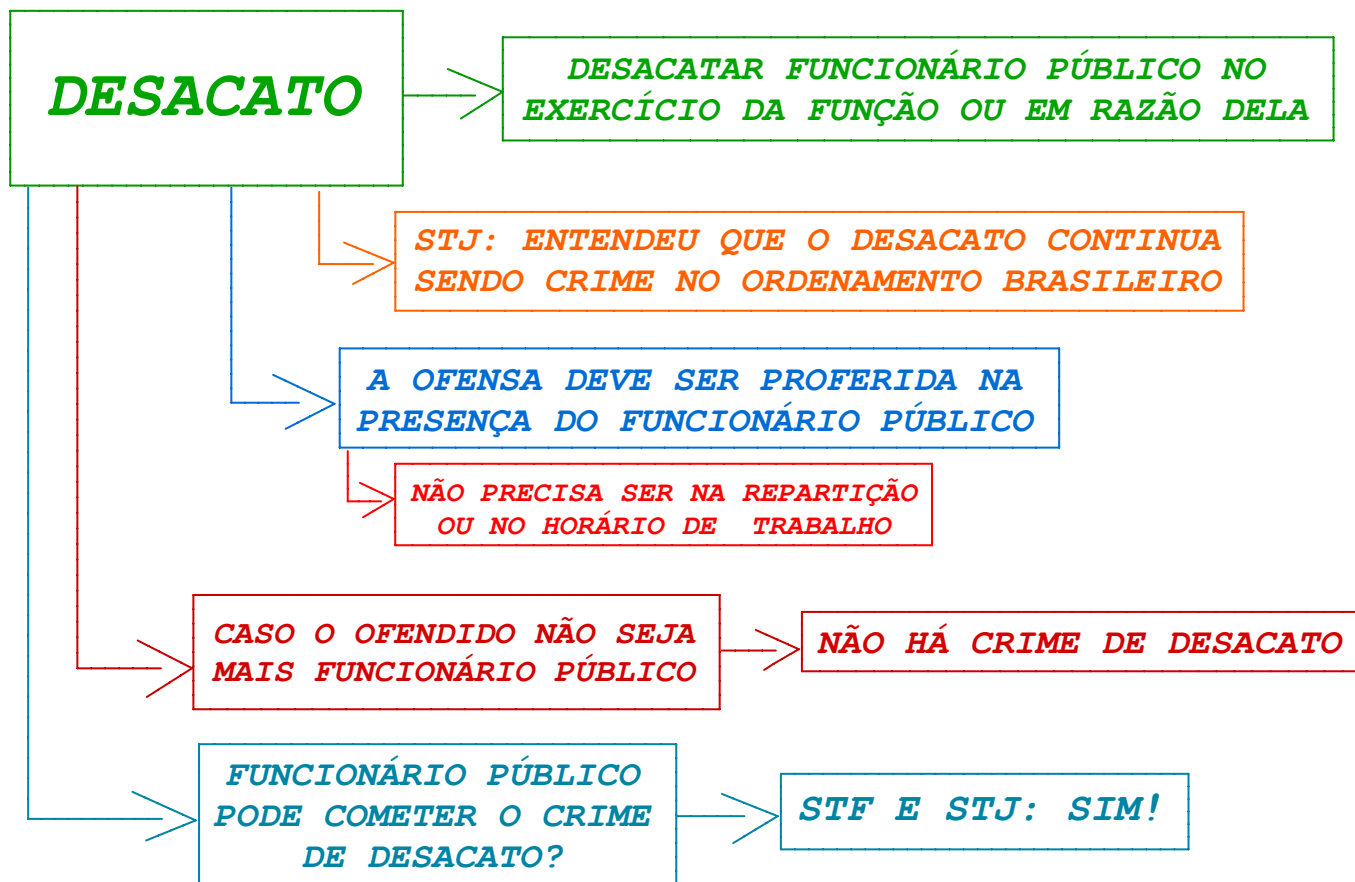 DESACATO
DESACATAR FUNCIONÁRIO PÚBLICO NO
EXERCÍCIO DA FUNÇÃO OU EM RAZÃO DELA
STJ: ENTENDEU QUE O DESACATO CONTINUA
SENDO CRIME NO ORDENAMENTO BRASILEIRO
A OFENSA DEVE SER PROFERIDA NA
PRESENÇA DO FUNCIONÁRIO PÚBLICO
NÃO PRECISA SER NA REPARTIÇÃO
OU NO HORÁRIO DE TRABALHO
CASO O OFENDIDO NÃO SEJA
MAIS FUNCIONÁRIO PÚBLICO
NÃO HÁ CRIME DE DESACATO
FUNCIONÁRIO PÚBLICO
PODE COMETER O CRIME
DE DESACATO?
STF E STJ: SIM!